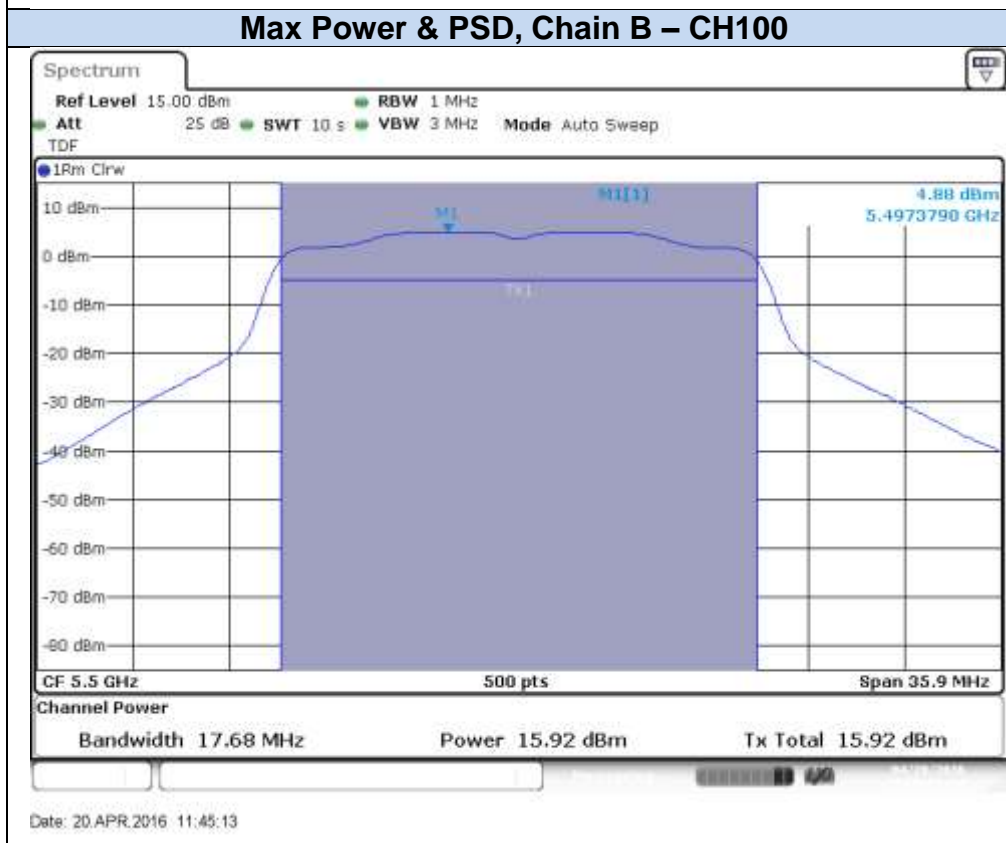 Max Power & PSD, Chain B – CH100
Spectrum
Ref Level 15.00 dBm RBW 1 MHz
Att 25 dB SWT 10 s VBW 3 MHz Mode Auto Sweep
TDF
1Rm Clrw
M1[1] 4.88 dBm
5.4973790 GHz
10 dBm
M1
0 dBm
-10 dBm
Tx1
-20 dBm
-30 dBm
-40 dBm
-50 dBm
-60 dBm
-70 dBm
-80 dBm
CF 5.5 GHz 500 pts Span 35.9 MHz
Channel Power
Bandwidth 17.68 MHz Power 15.92 dBm Tx Total 15.92 dBm
Date: 20.APR.2016 11:45:13